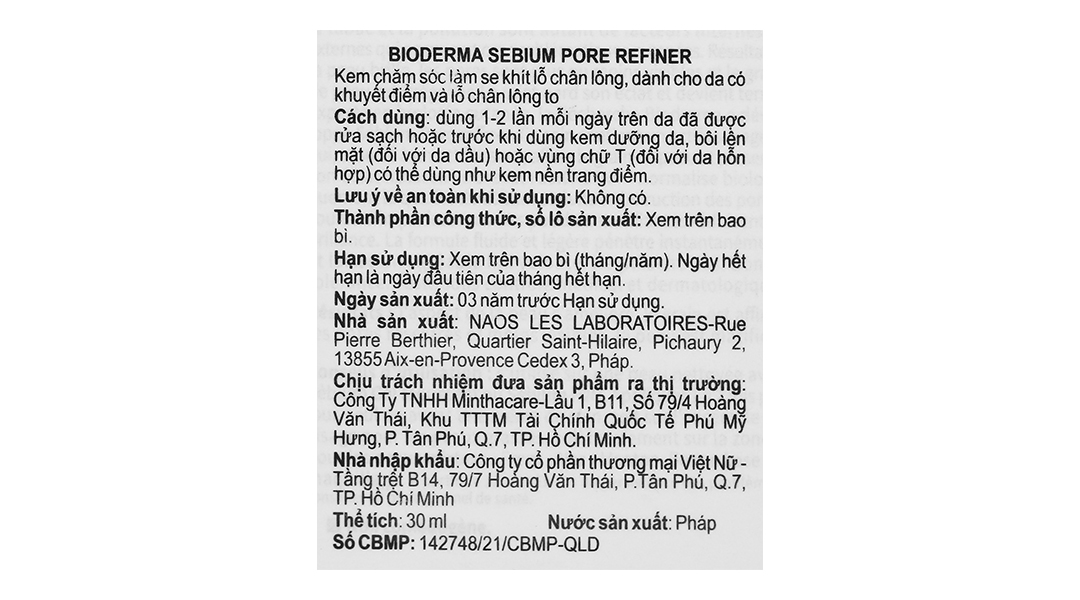 BIODERMA SEBIUM PORE REFINER
Kem chăm sóc làm se khít lỗ chân lông, dành cho da có
khuyết điểm và lỗ chân lông to
Cách dùng: dùng 1-2 lần mỗi ngày trên da đã được
rửa sạch hoặc trước khi dùng kem dưỡng da, bôi lên
mặt (đối với da dầu) hoặc vùng chữ T (đối với da hỗn
hợp) có thể dùng như kem nền trang điểm.
Lưu ý về an toàn khi sử dụng: Không có.
Thành phần công thức, số lô sản xuất: Xem trên bao
bì.
Hạn sử dụng: Xem trên bao bì (tháng/năm). Ngày hết
hạn là ngày đầu tiên của tháng hết hạn.
Ngày sản xuất: 03 năm trước Hạn sử dụng.
Nhà sản xuất: NAOS LES LABORATOIRES-Rue
Pierre Berthier, Quartier Saint-Hilaire, Pichaury 2,
13855 Aix-en-Provence Cedex 3, Pháp.
Chịu trách nhiệm đưa sản phẩm ra thị trường:
Công Ty TNHH Minthacare-Lầu 1, B11, Số 79/4 Hoàng
Văn Thái, Khu TTTM Tài Chính Quốc Tế Phú Mỹ
Hưng, P. Tân Phú, Q.7, TP. Hồ Chí Minh.
Nhà nhập khẩu: Công ty cổ phần thương mại Việt Nữ -
Tầng trệt B14, 79/7 Hoàng Văn Thái, P.Tân Phú, Q.7,
TP. Hồ Chí Minh
Thể tích: 30 ml Nước sản xuất: Pháp
Số CBMP: 142748/21/CBMP-QLD